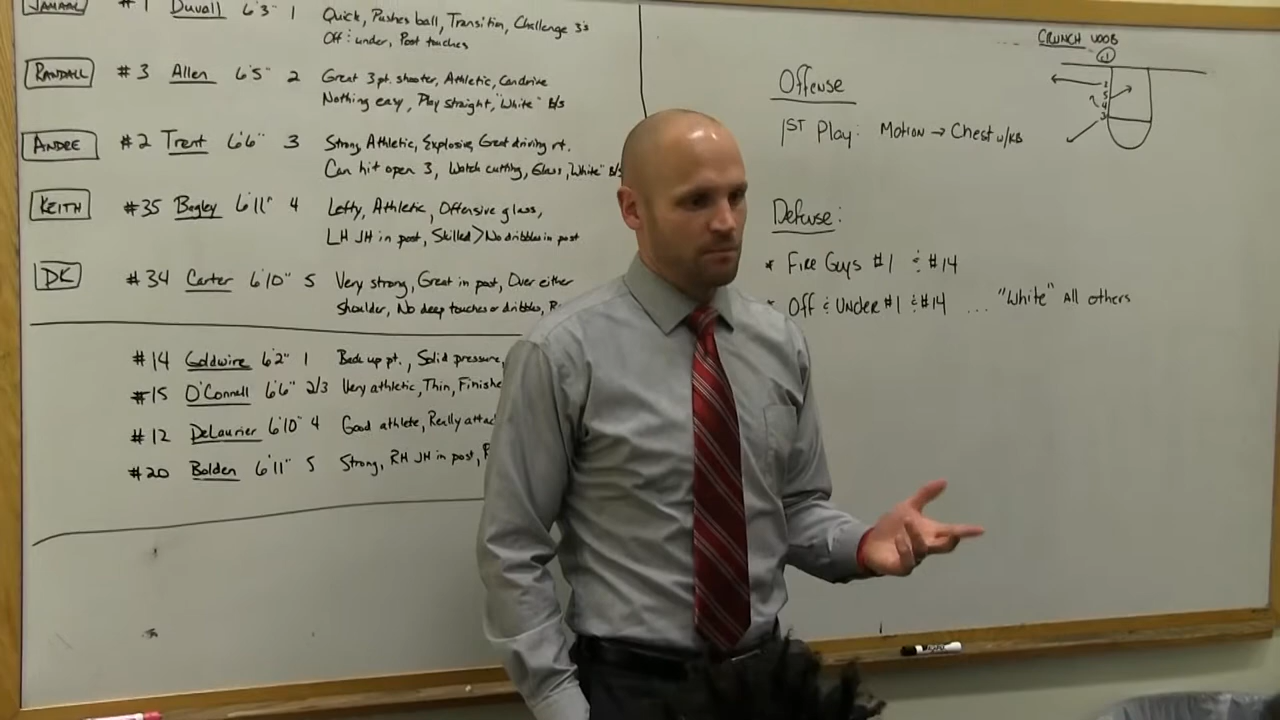 JAMAAL #1 Duvall 6'3" 1 Quick, Pushes ball, Transition, Challenge 3's
Off : under, Post touches
RANDALL #3 Allen 6'5" 2 Great 3pt. shooter, Athletic, Can drive
Nothing easy, Play straight, "White" B/s
ANDRE #2 Trent 6'6" 3 Strong, Athletic, Explosive, Great driving rt.
Can hit open 3, Watch cutting, Glass, "White" B/s
KEITH #35 Bagley 6'11" 4 Lefty, Athletic, Offensive glass,
LH JH in post, Skilled > No dribbles in post
DK #34 Carter 6'10" 5 Very strong, Great in post, Over either
Shoulder, No deep touches or dribbles,
#14 Goldwire 6'2" 1 Back up pt., Solid pressure,
#15 O'Connell 6'6" 2/3 Very athletic, Thin, Finishe
#12 DeLaurier 6'10" 4 Good athlete, Really attac
#20 Bolden 6'11" 5 Strong, RH JH in post,
CRUNCH
1
Offense
1ST Play: Motion → Chest w/KB
Defense:
* Fire Guys #1 & #14
* Off & Under #1 & #14 ... "White" All others